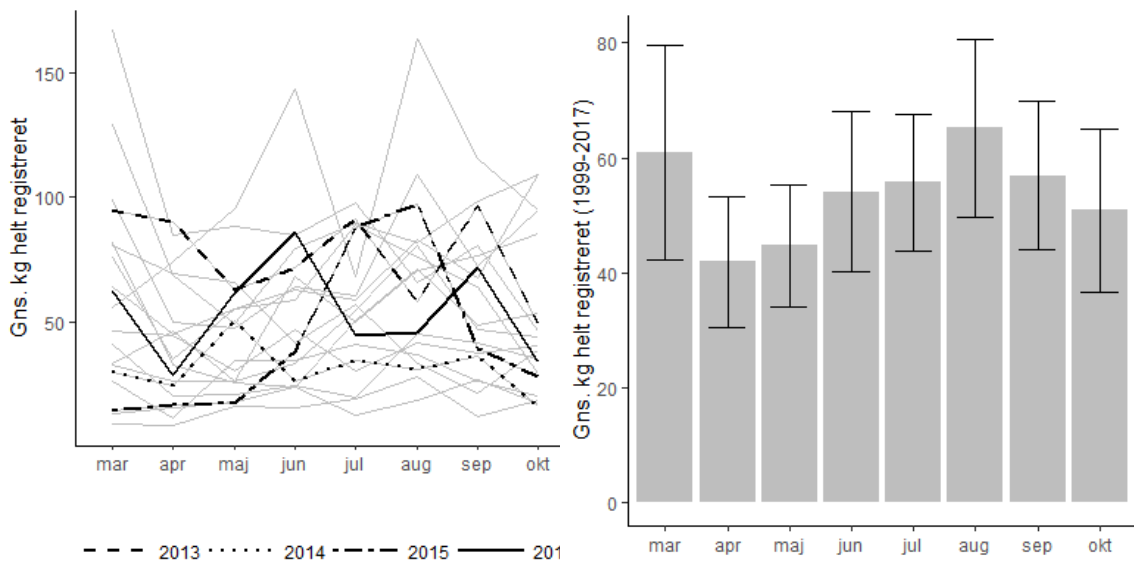 Gns. kg helt registreret
150
100
50
mar apr maj jun jul aug sep okt
2013 2014 2015 201
Gns. kg helt registreret (1999-2017)
80
60
40
20
0
mar apr maj jun jul aug sep okt